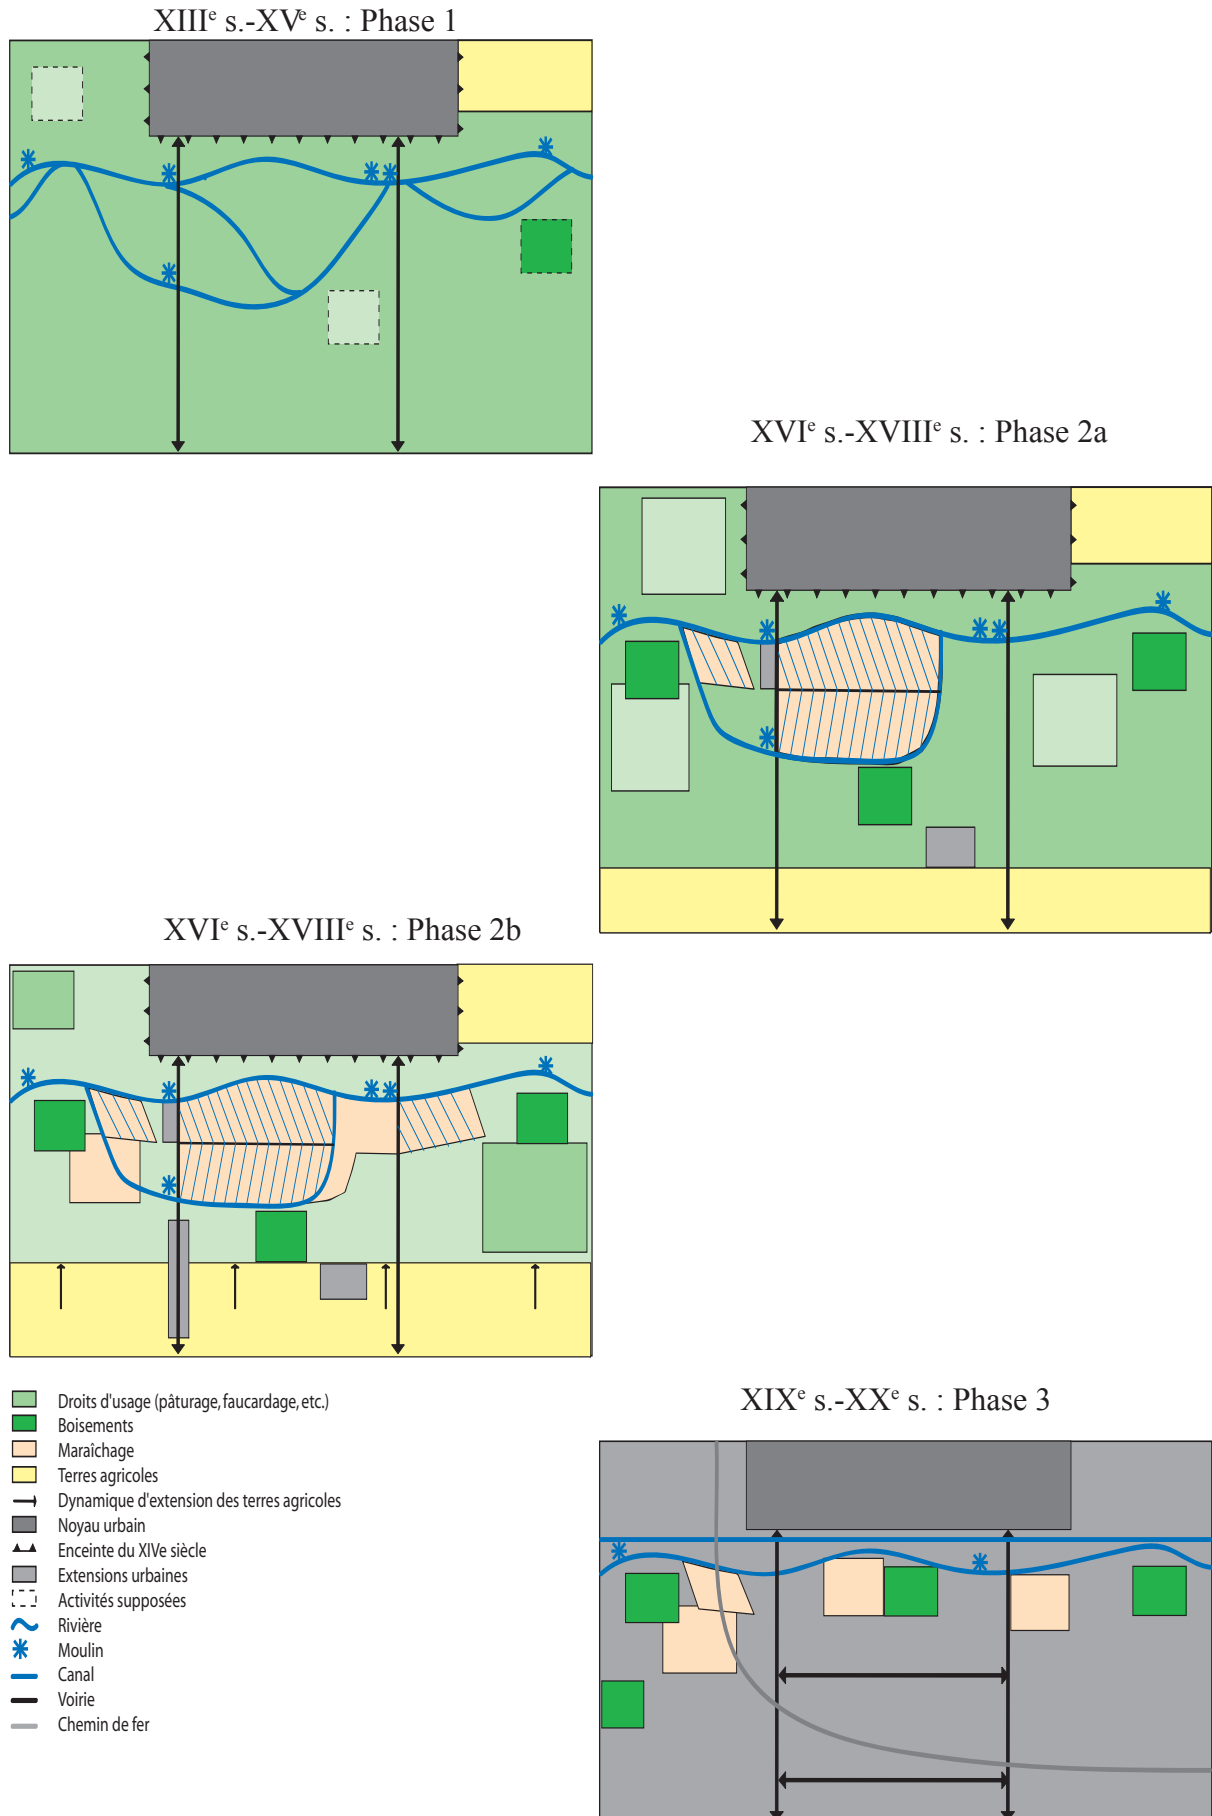 XIIIe s.-XVe s. : Phase 1
XVIe s.-XVIIIe s. : Phase 2a
XVIe s.-XVIIIe s. : Phase 2b
Droits d'usage (pâturage, faucardage, etc.)
Boisements
Maraîchage
Terres agricoles
Dynamique d'extension des terres agricoles
Noyau urbain
Enceinte du XIVe siècle
Extensions urbaines
Activités supposées
Rivière
Moulin
Canal
Voirie
Chemin de fer
XIXe s.-XXe s. : Phase 3